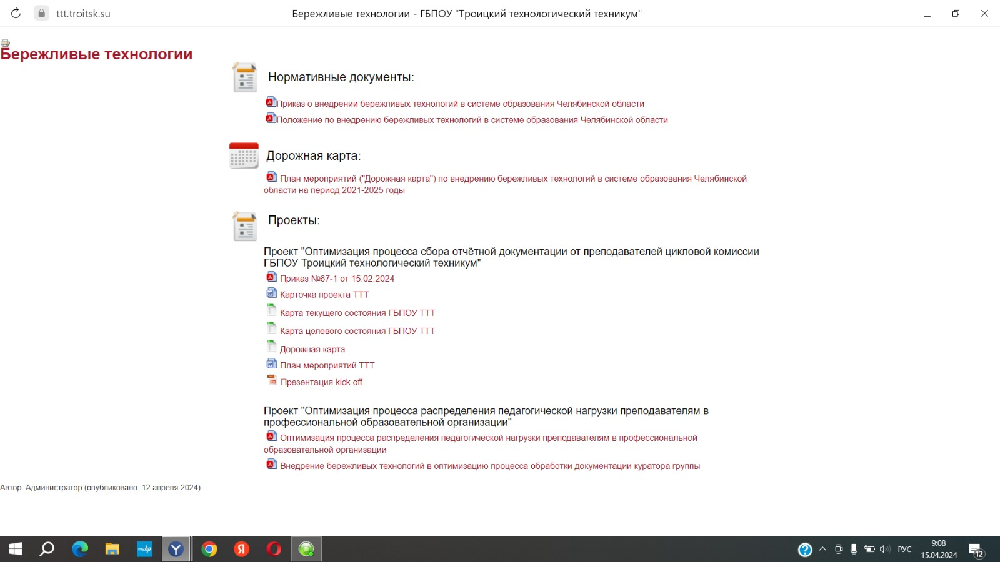 ttt.troitsk.su
Бережливые технологии - ГБПОУ "Троицкий технологический техникум"
Бережливые технологии
Нормативные документы:
Приказ о внедрении бережливых технологий в системе образования Челябинской области
Положение по внедрению бережливых технологий в системе образования Челябинской области
Дорожная карта:
План мероприятий ("Дорожная карта") по внедрению бережливых технологий в системе образования Челябинской
области на период 2021-2025 годы
Проекты:
Проект "Оптимизация процесса сбора отчётной документации от преподавателей цикловой комиссии
ГБПОУ Троицкий технологический техникум"
Приказ №67-1 от 15.02.2024
Карточка проекта ТТТ
Карта текущего состояния ГБПОУ ТТТ
Карта целевого состояния ГБПОУ ТТТ
Дорожная карта
План мероприятий ТТТ
Презентация kick off
Проект "Оптимизация процесса распределения педагогической нагрузки преподавателям в
профессиональной образовательной организации"
Оптимизация процесса распределения педагогической нагрузки преподавателям в профессиональной
образовательной организации
Внедрение бережливых технологий в оптимизацию процесса обработки документации куратора группы
Автор: Администратор (опубликовано: 12 апреля 2024)
myhp
Y
Я
?
РУС
9:08
15.04.2024
12